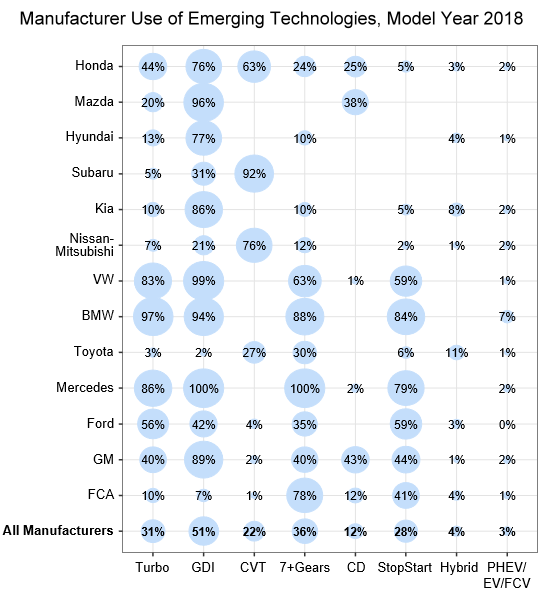 Manufacturer Use of Emerging Technologies, Model Year 2018
Honda 44% 76% 63% 24% 25% 5% 3% 2%
Mazda 20% 96% 38%
Hyundai 13% 77% 10% 4% 1%
Subaru 5% 31% 92%
Kia 10% 86% 10% 5% 8% 2%
Nissan-
Mitsubishi 7% 21% 76% 12% 2% 1% 2%
VW 83% 99% 63% 1% 59% 1%
BMW 97% 94% 88% 84% 7%
Toyota 3% 2% 27% 30% 6% 11% 1%
Mercedes 86% 100% 100% 2% 79% 2%
Ford 56% 42% 4% 35% 59% 3% 0%
GM 40% 89% 2% 40% 43% 44% 1% 2%
FCA 10% 7% 1% 78% 12% 41% 4% 1%
All Manufacturers 31% 51% 22% 36% 12% 28% 4% 3%
Turbo GDI CVT 7+Gears CD StopStart Hybrid PHEV/
EV/FCV